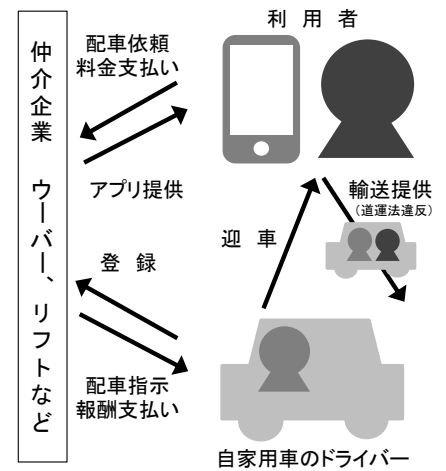 利用者
配車依頼
料金支払い
仲介企業 ウーバー、リフトなど
アプリ提供
輸送提供
（道運法違反）
迎車
登録
配車指示
報酬支払い
自家用車のドライバー